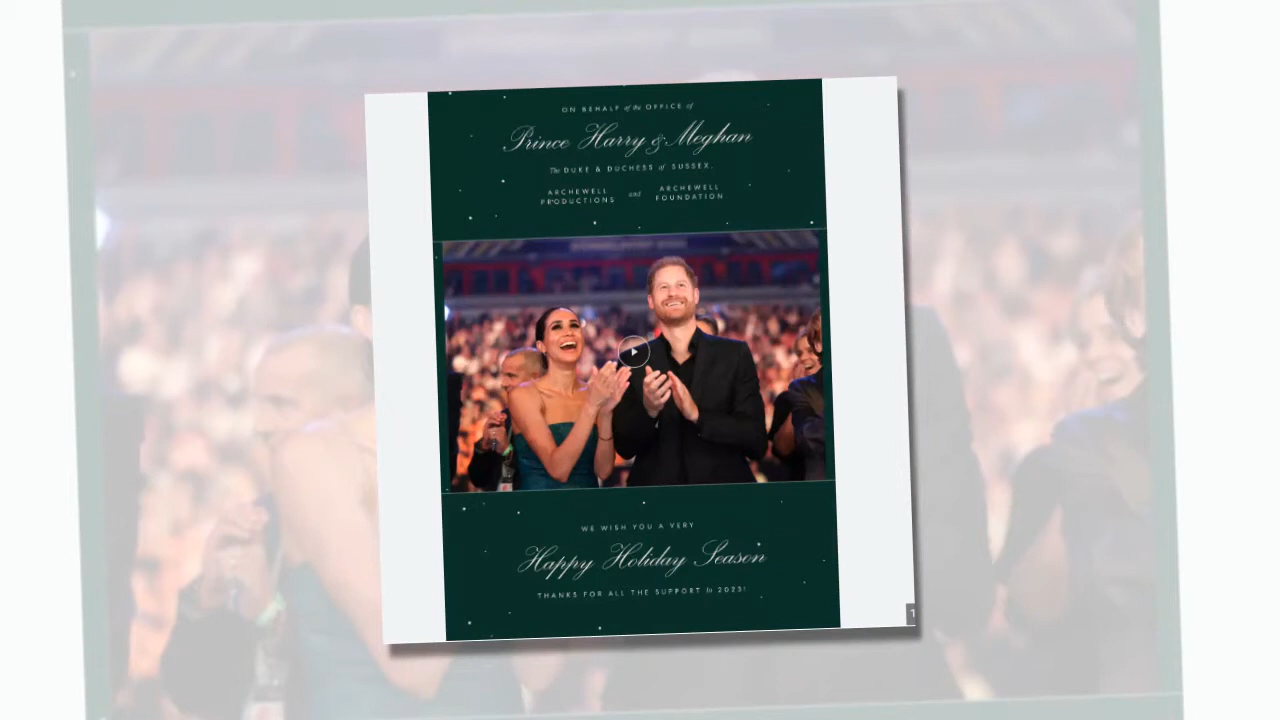 ON BEHALF of the OFFICE of
Prince Harry & Meghan
The DUKE & DUCHESS of SUSSEX,
ARCHEWELL PRODUCTIONS and ARCHEWELL FOUNDATION
WE WISH YOU A VERY
Happy Holiday Season
THANKS FOR ALL THE SUPPORT in 2023!